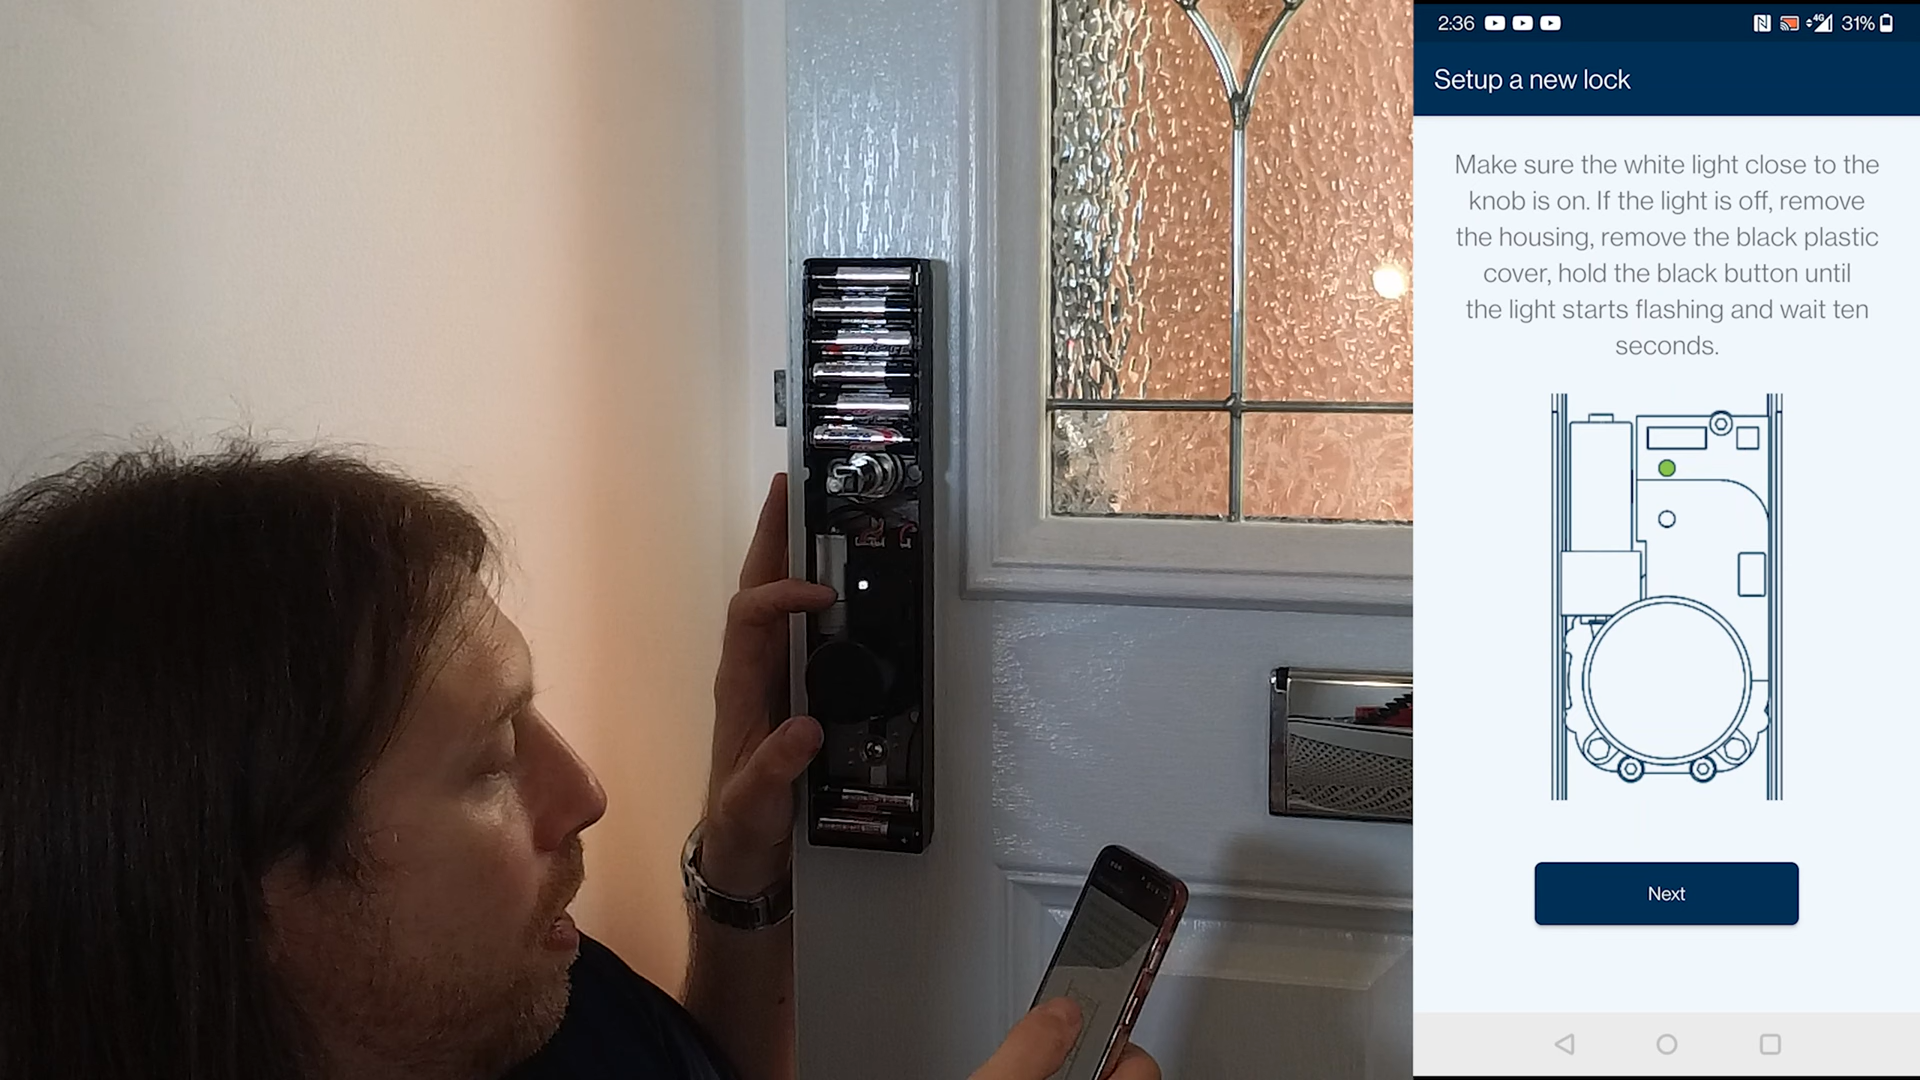 2:36
4G
31%
Setup a new lock
Make sure the white light close to the
knob is on. If the light is off, remove
the housing, remove the black plastic
cover, hold the black button until
the light starts flashing and wait ten
seconds.
Next